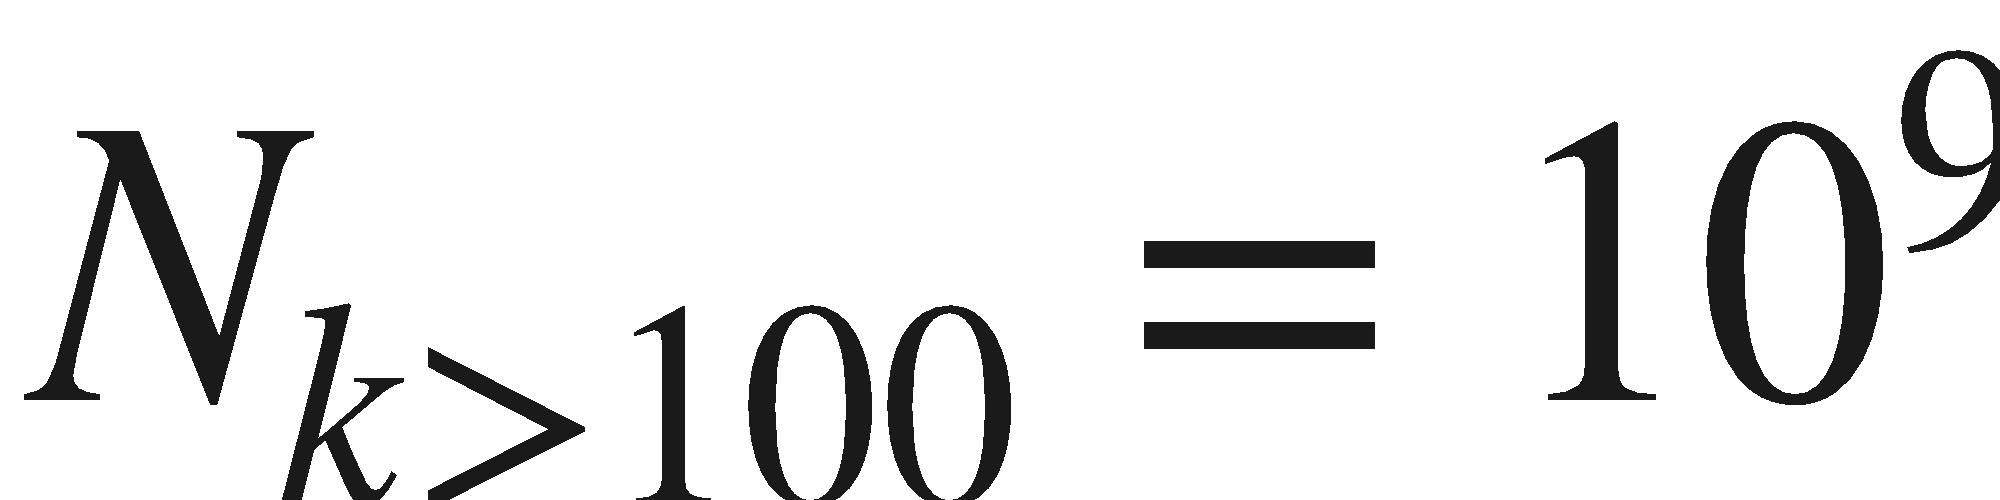 N_{k>100} = 10^9